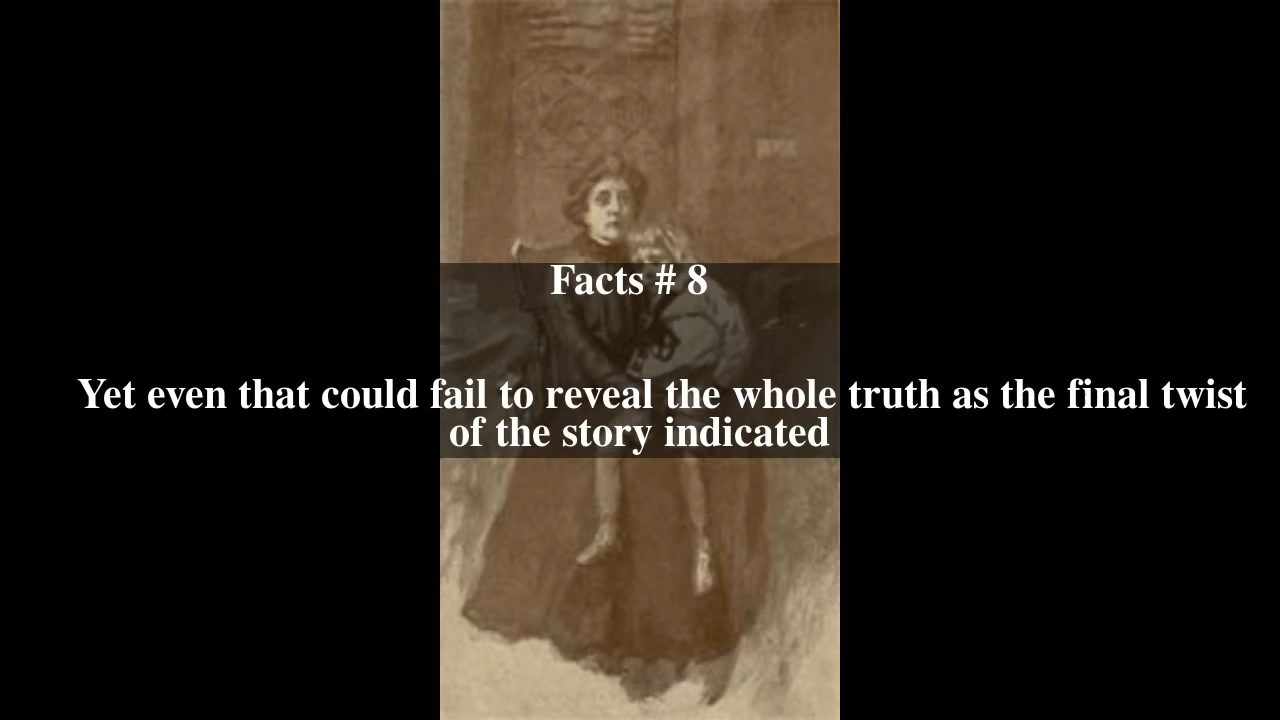 Facts # 8
Yet even that could fail to reveal the whole truth as the final twist
of the story indicated